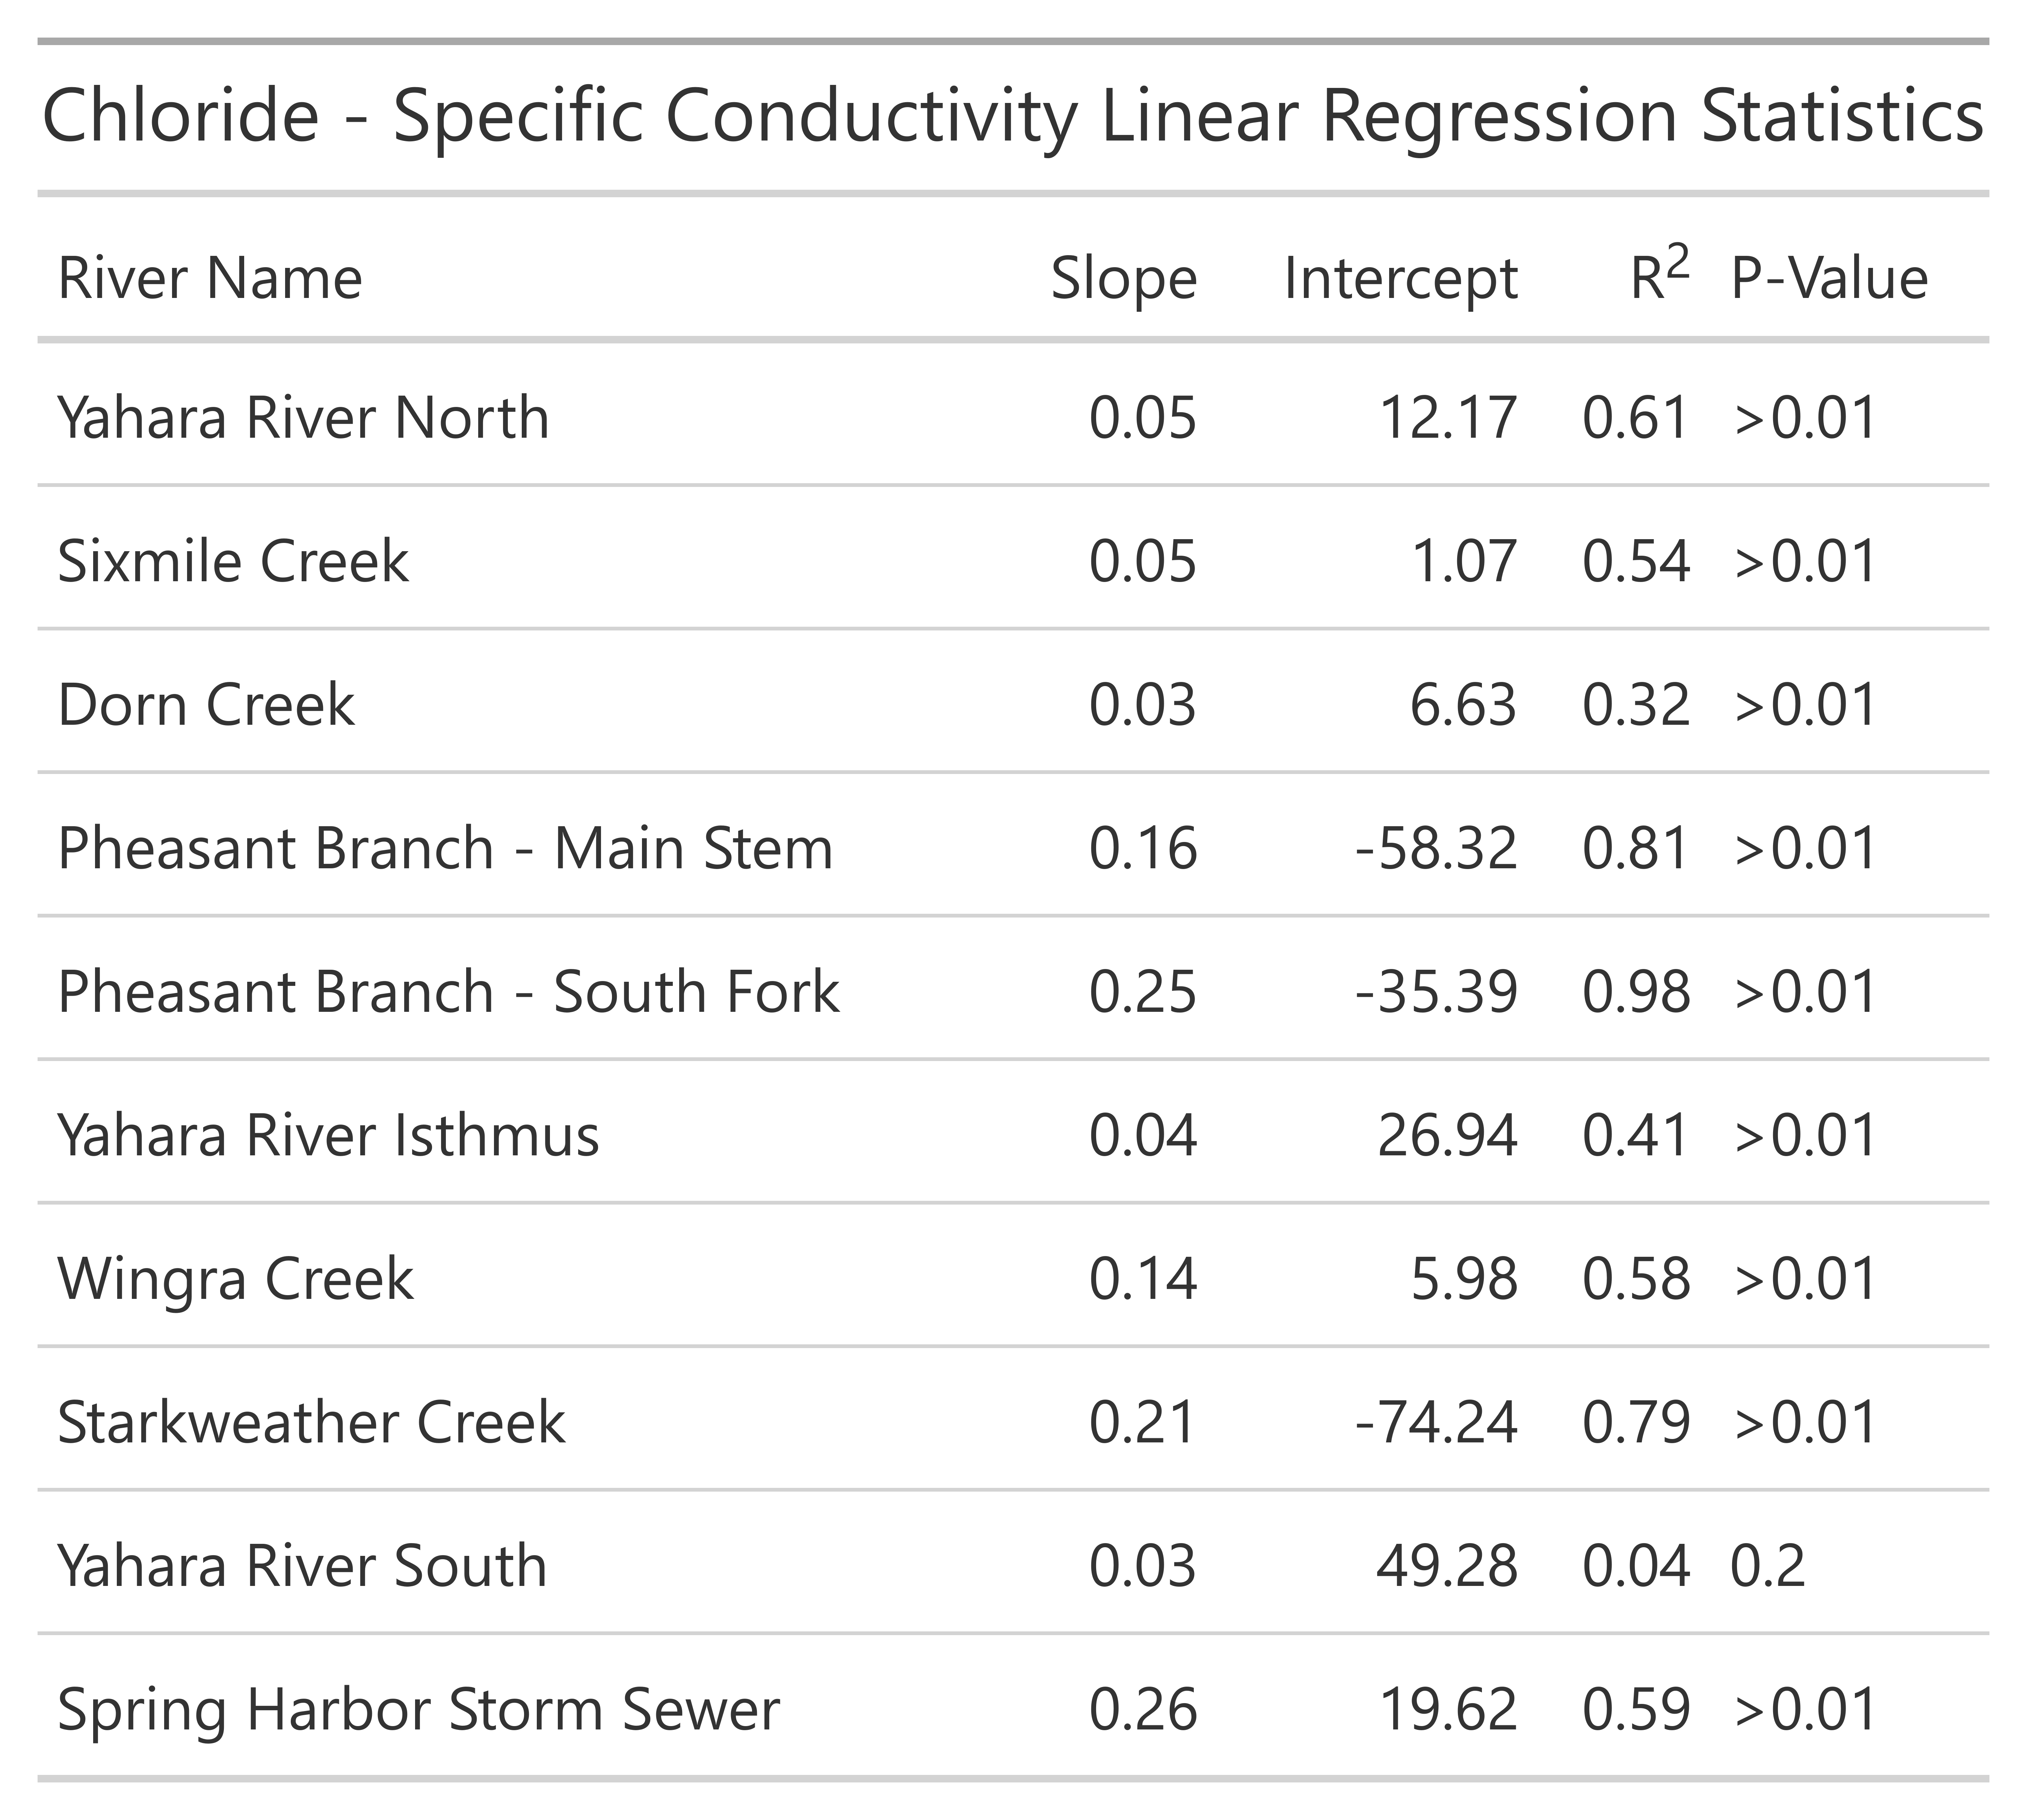 Chloride - Specific Conductivity Linear Regression Statistics
River Name Slope Intercept R² P-Value
Yahara River North 0.05 12.17 0.61 >0.01
Sixmile Creek 0.05 1.07 0.54 >0.01
Dorn Creek 0.03 6.63 0.32 >0.01
Pheasant Branch - Main Stem 0.16 -58.32 0.81 >0.01
Pheasant Branch - South Fork 0.25 -35.39 0.98 >0.01
Yahara River Isthmus 0.04 26.94 0.41 >0.01
Wingra Creek 0.14 5.98 0.58 >0.01
Starkweather Creek 0.21 -74.24 0.79 >0.01
Yahara River South 0.03 49.28 0.04 0.2
Spring Harbor Storm Sewer 0.26 19.62 0.59 >0.01